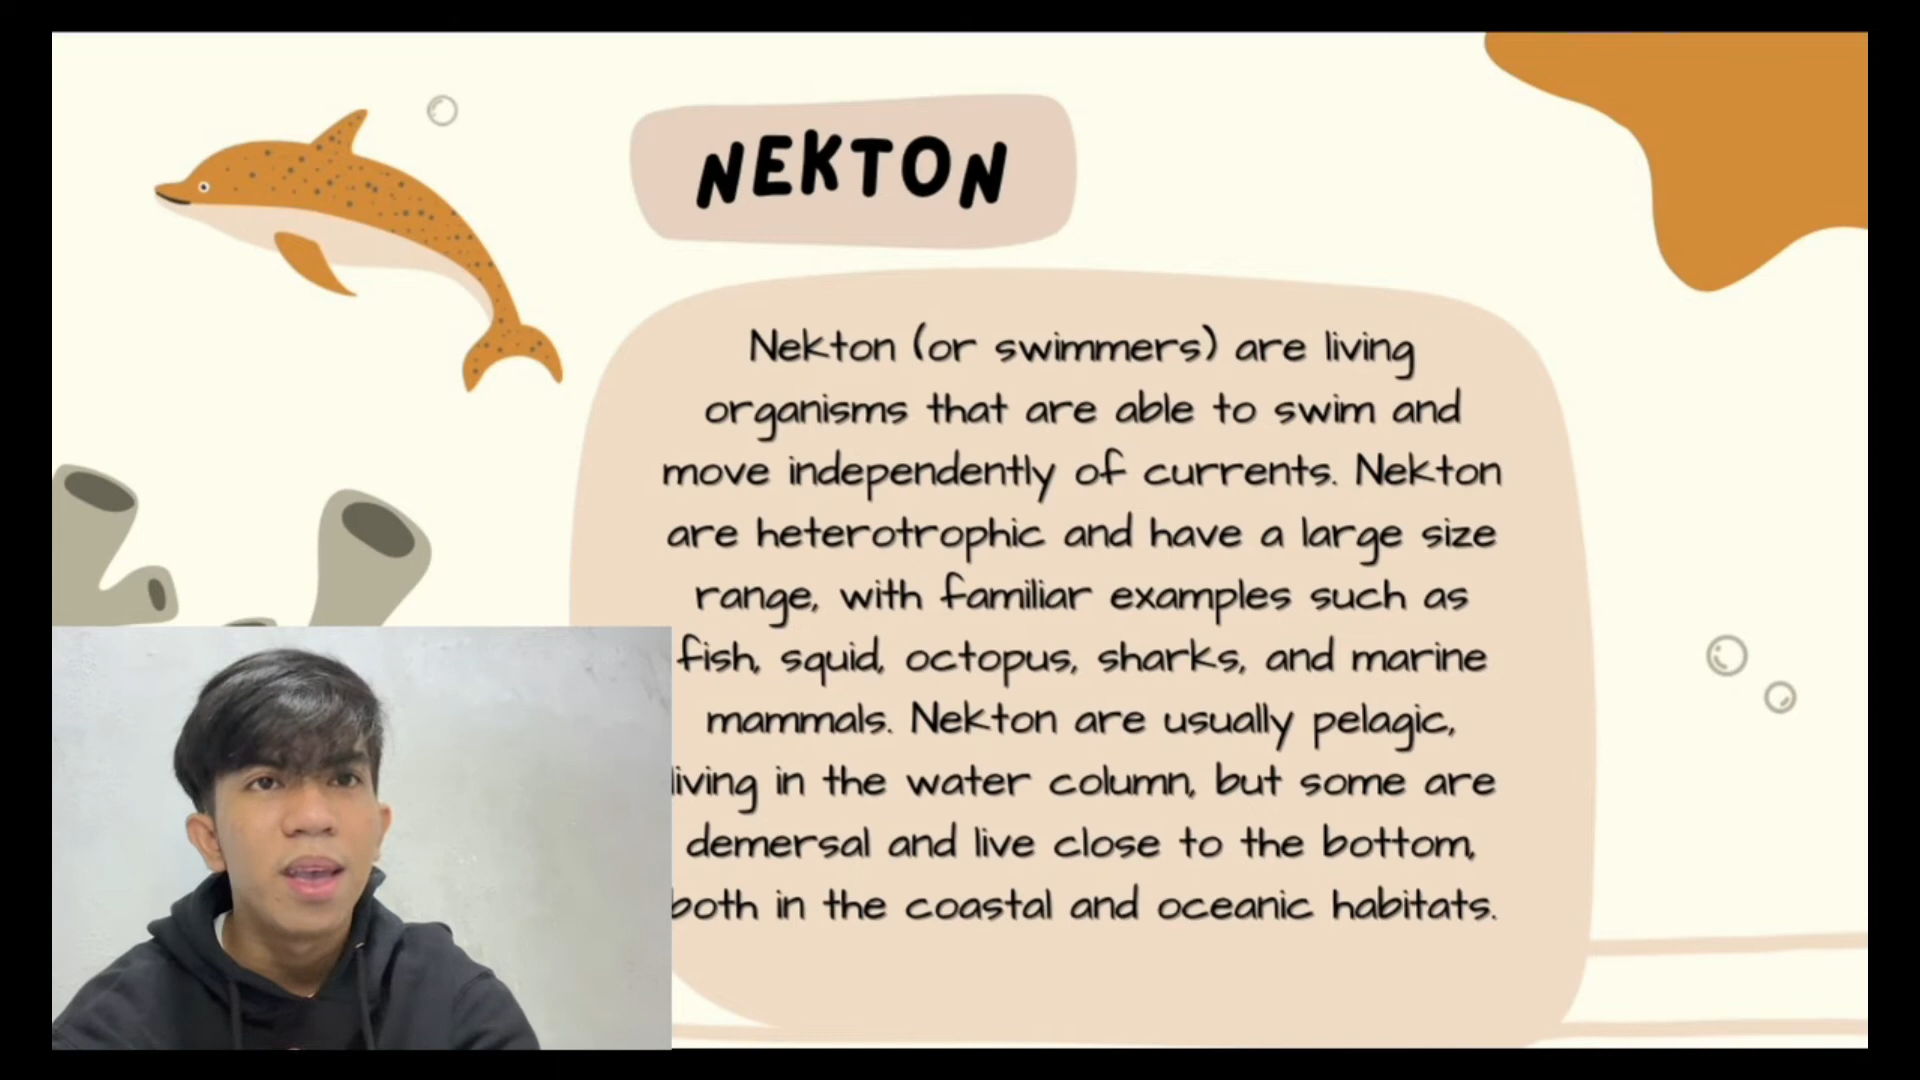 NEKTON
Nekton (or swimmers) are living
organisms that are able to swim and
move independently of currents. Nekton
are heterotrophic and have a large size
range, with familiar examples such as
fish, squid, octopus, sharks, and marine
mammals. Nekton are usually pelagic,
living in the water column, but some are
demersal and live close to the bottom,
both in the coastal and oceanic habitats.